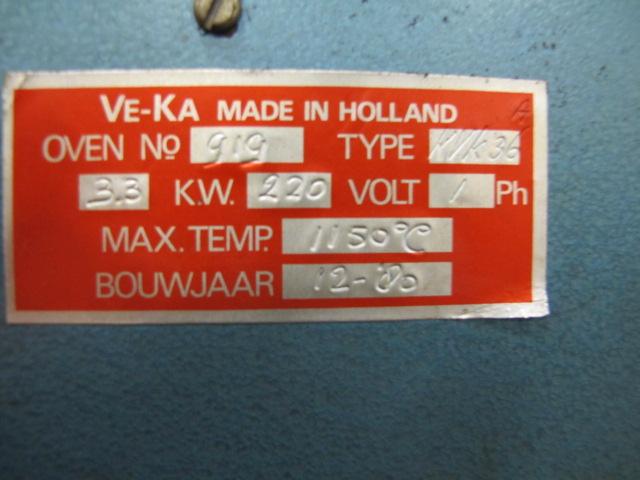 VE-KA MADE IN HOLLAND
OVEN No 919 TYPE
3.3 K.W. 220 VOLT 1 Ph
MAX. TEMP. 1150°C
BOUWJAAR 12-80